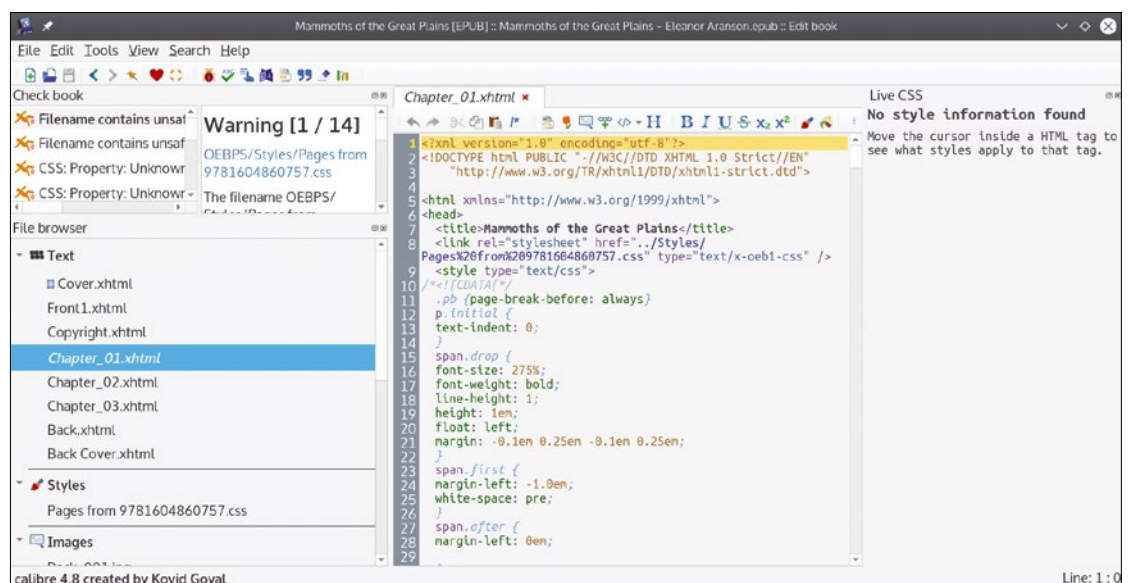 Mammoths of the Great Plains [EPUB] :: Mammoths of the Great Plains – Eleanor Aranson.epub :: Edit book
File Edit Tools View Search Help
Check book
Filename contains unsaf
Filename contains unsaf
CSS: Property: Unknowr
CSS: Property: Unknowr
Warning [1 / 14]
OEBPS/Styles/Pages from
9781604860757.css
The filename OEBPS/
File browser
Text
Cover.xhtml
Front1.xhtml
Copyright.xhtml
Chapter_01.xhtml
Chapter_02.xhtml
Chapter_03.xhtml
Back.xhtml
Back Cover.xhtml
Styles
Pages from 9781604860757.css
Images
Chapter_01.xhtml
H B I U S X₂ X²
1 <?xml version="1.0" encoding="utf-8"?>
2 <!DOCTYPE html PUBLIC "-//W3C//DTD XHTML 1.0 Strict//EN"
3 "http://www.w3.org/TR/xhtml1/DTD/xhtml1-strict.dtd">
4
5 <html xmlns="http://www.w3.org/1999/xhtml">
6 <head>
7 <title>Mammoths of the Great Plains</title>
8 <link rel="stylesheet" href="../Styles/
Pages%20from%209781604860757.css" type="text/x-oeb1-css" />
9 <style type="text/css">
10 /*<![CDATA[*/
11 .pb {page-break-before: always}
12 p.initial {
13 text-indent: 0;
14 }
15 span.drop {
16 font-size: 275%;
17 font-weight: bold;
18 line-height: 1;
19 height: 1em;
20 float: left;
21 margin: -0.1em 0.25em -0.1em 0.25em;
22 }
23 span.first {
24 margin-left: -1.0em;
25 white-space: pre;
26 }
27 span.after {
28 margin-left: 0em;
29
Live CSS
No style information found
Move the cursor inside a HTML tag to
see what styles apply to that tag.
calibre 4.8 created by Kovid Goyal
Line: 1 : 0